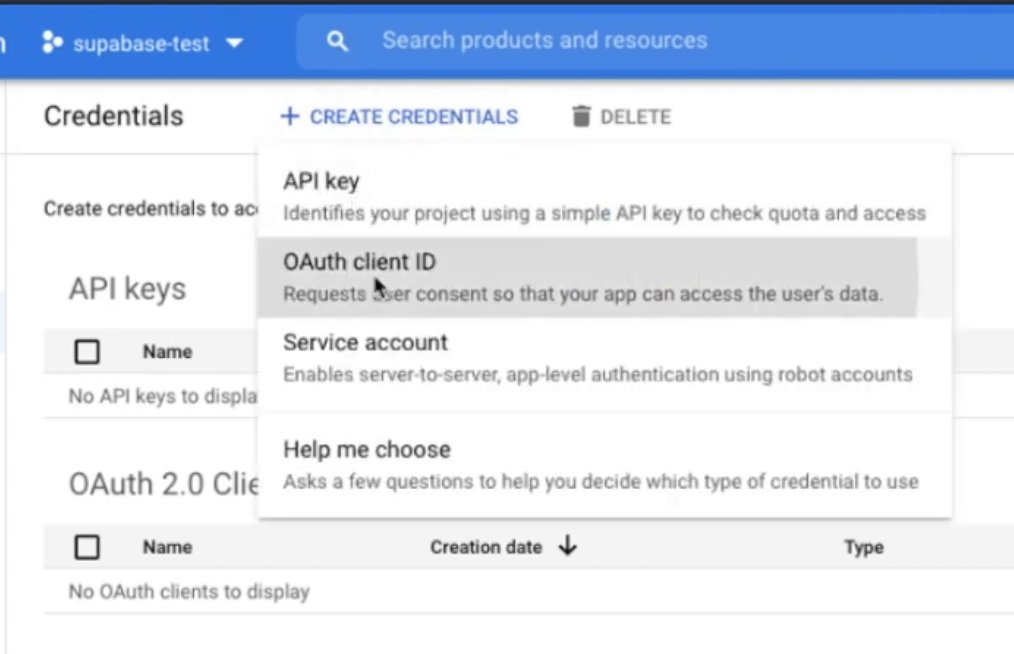 supabase-test
Search products and resources
Credentials
+ CREATE CREDENTIALS
DELETE
API key
Identifies your project using a simple API key to check quota and access
Create credentials to acc
OAuth client ID
Requests user consent so that your app can access the user's data.
API keys
Service account
Enables server-to-server, app-level authentication using robot accounts
Name
No API keys to displa
Help me choose
Asks a few questions to help you decide which type of credential to use
OAuth 2.0 Clie
Name
Creation date
Type
No OAuth clients to display